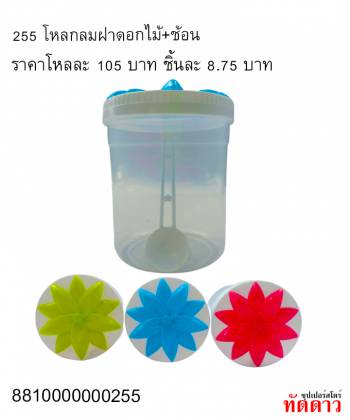 255 โหลกลมฝาดอกไม้+ช้อน
ราคาโหลละ 105 บาท ชิ้นละ 8.75 บาท
8810000000255
ซุปเปอร์สโตร์
ทัดดาว